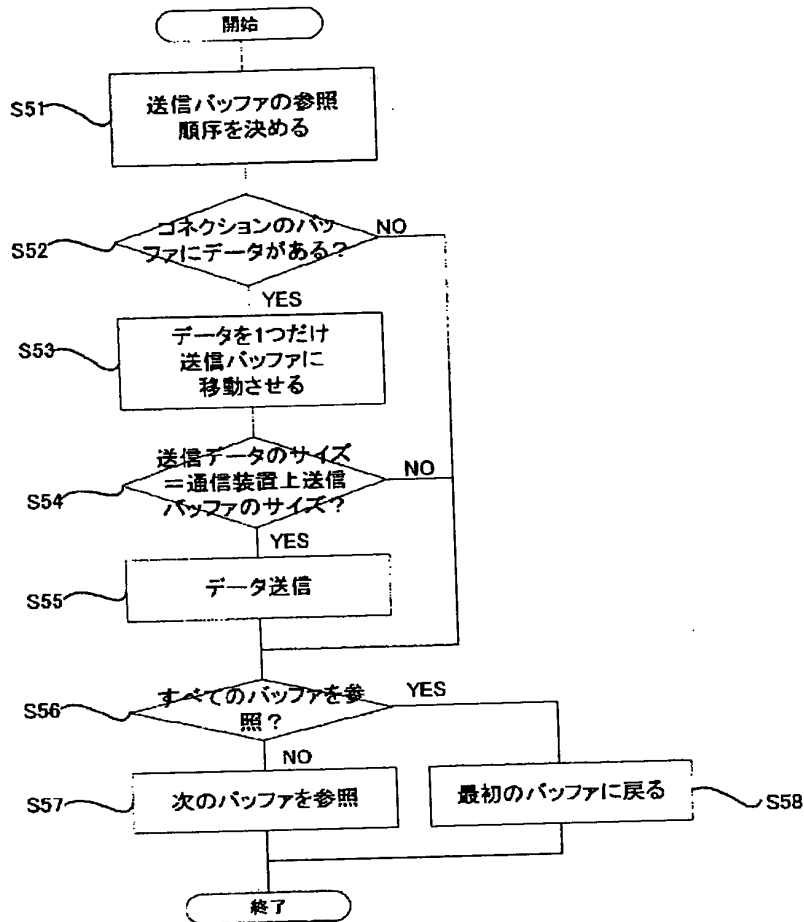 開始
S51
送信バッファの参照
順序を決める
S52
コネクションのバッ
ファにデータがある?
NO
YES
S53
データを1つだけ
送信バッファに
移動させる
S54
送信データのサイズ
=通信装置上送信
バッファのサイズ?
NO
YES
S55
データ送信
S56
すべてのバッファを参
照?
YES
NO
S57
次のバッファを参照
最初のバッファに戻る
S58
終了